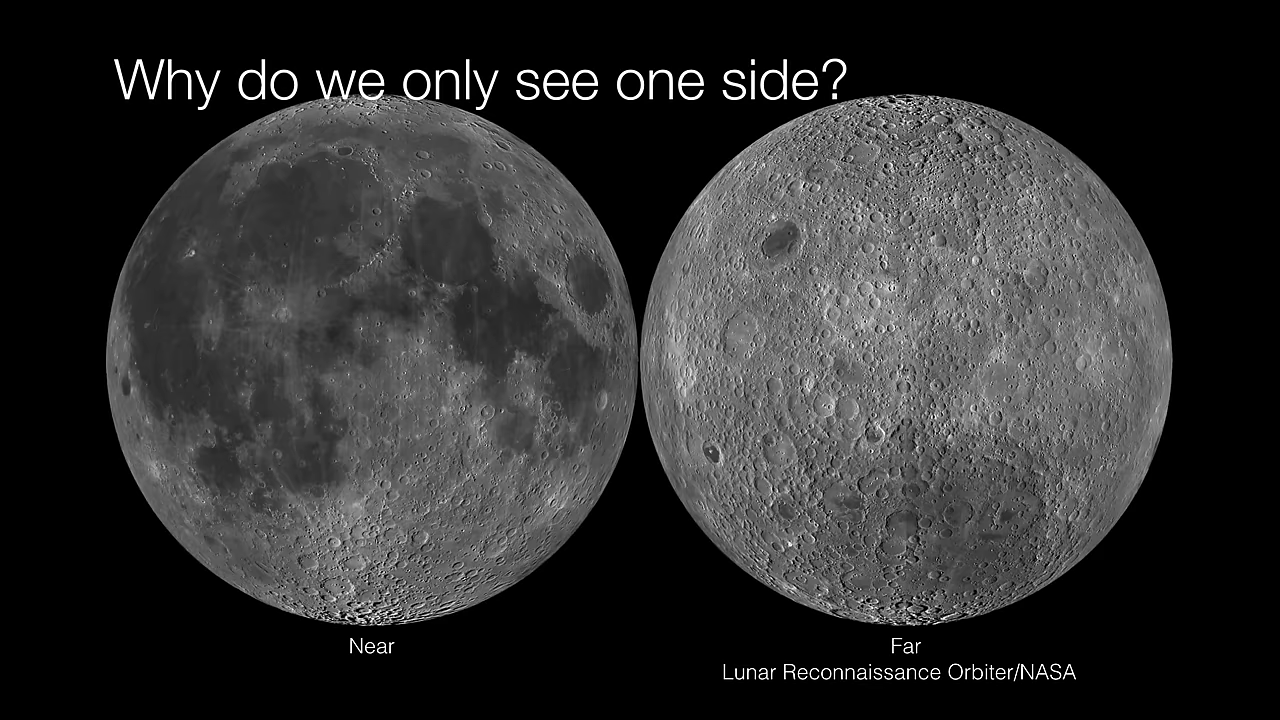 Why do we only see one side?
Near
Far
Lunar Reconnaissance Orbiter/NASA